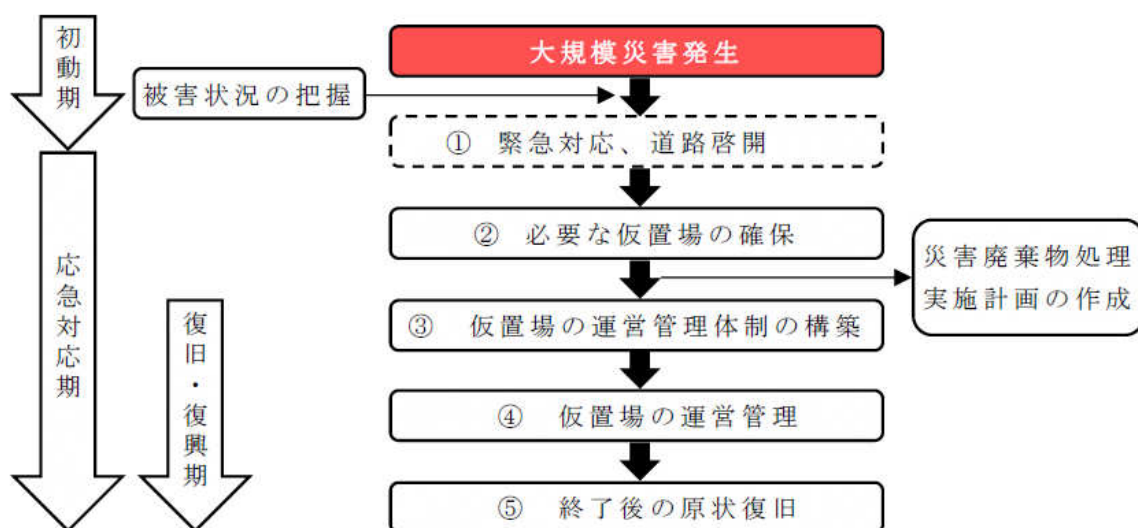 初動期
大規模災害発生
被害状況の把握
① 緊急対応、道路啓開
② 必要な仮置場の確保
災害廃棄物処理
実施計画の作成
応急対応期
復旧・復興期
③ 仮置場の運営管理体制の構築
④ 仮置場の運営管理
⑤ 終了後の原状復旧